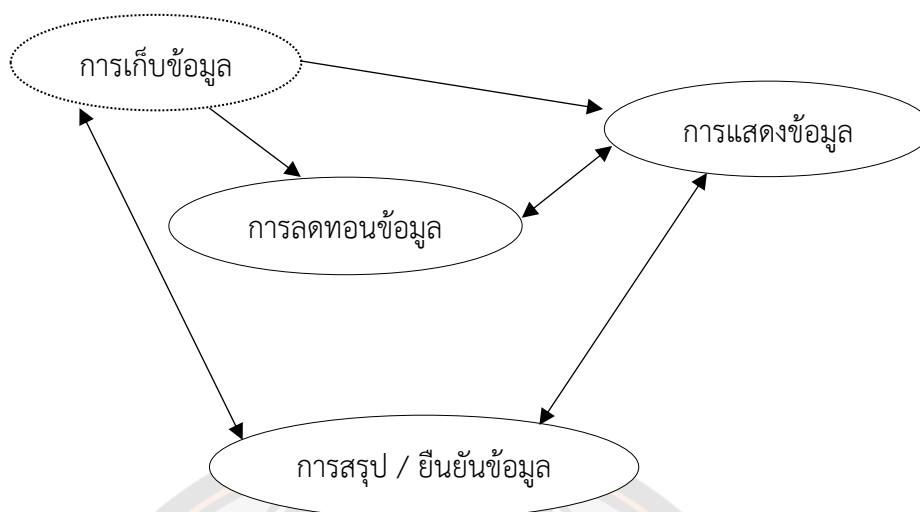 การเก็บข้อมูล
การแสดงข้อมูล
การลดทอนข้อมูล
การสรุป / ยืนยันข้อมูล